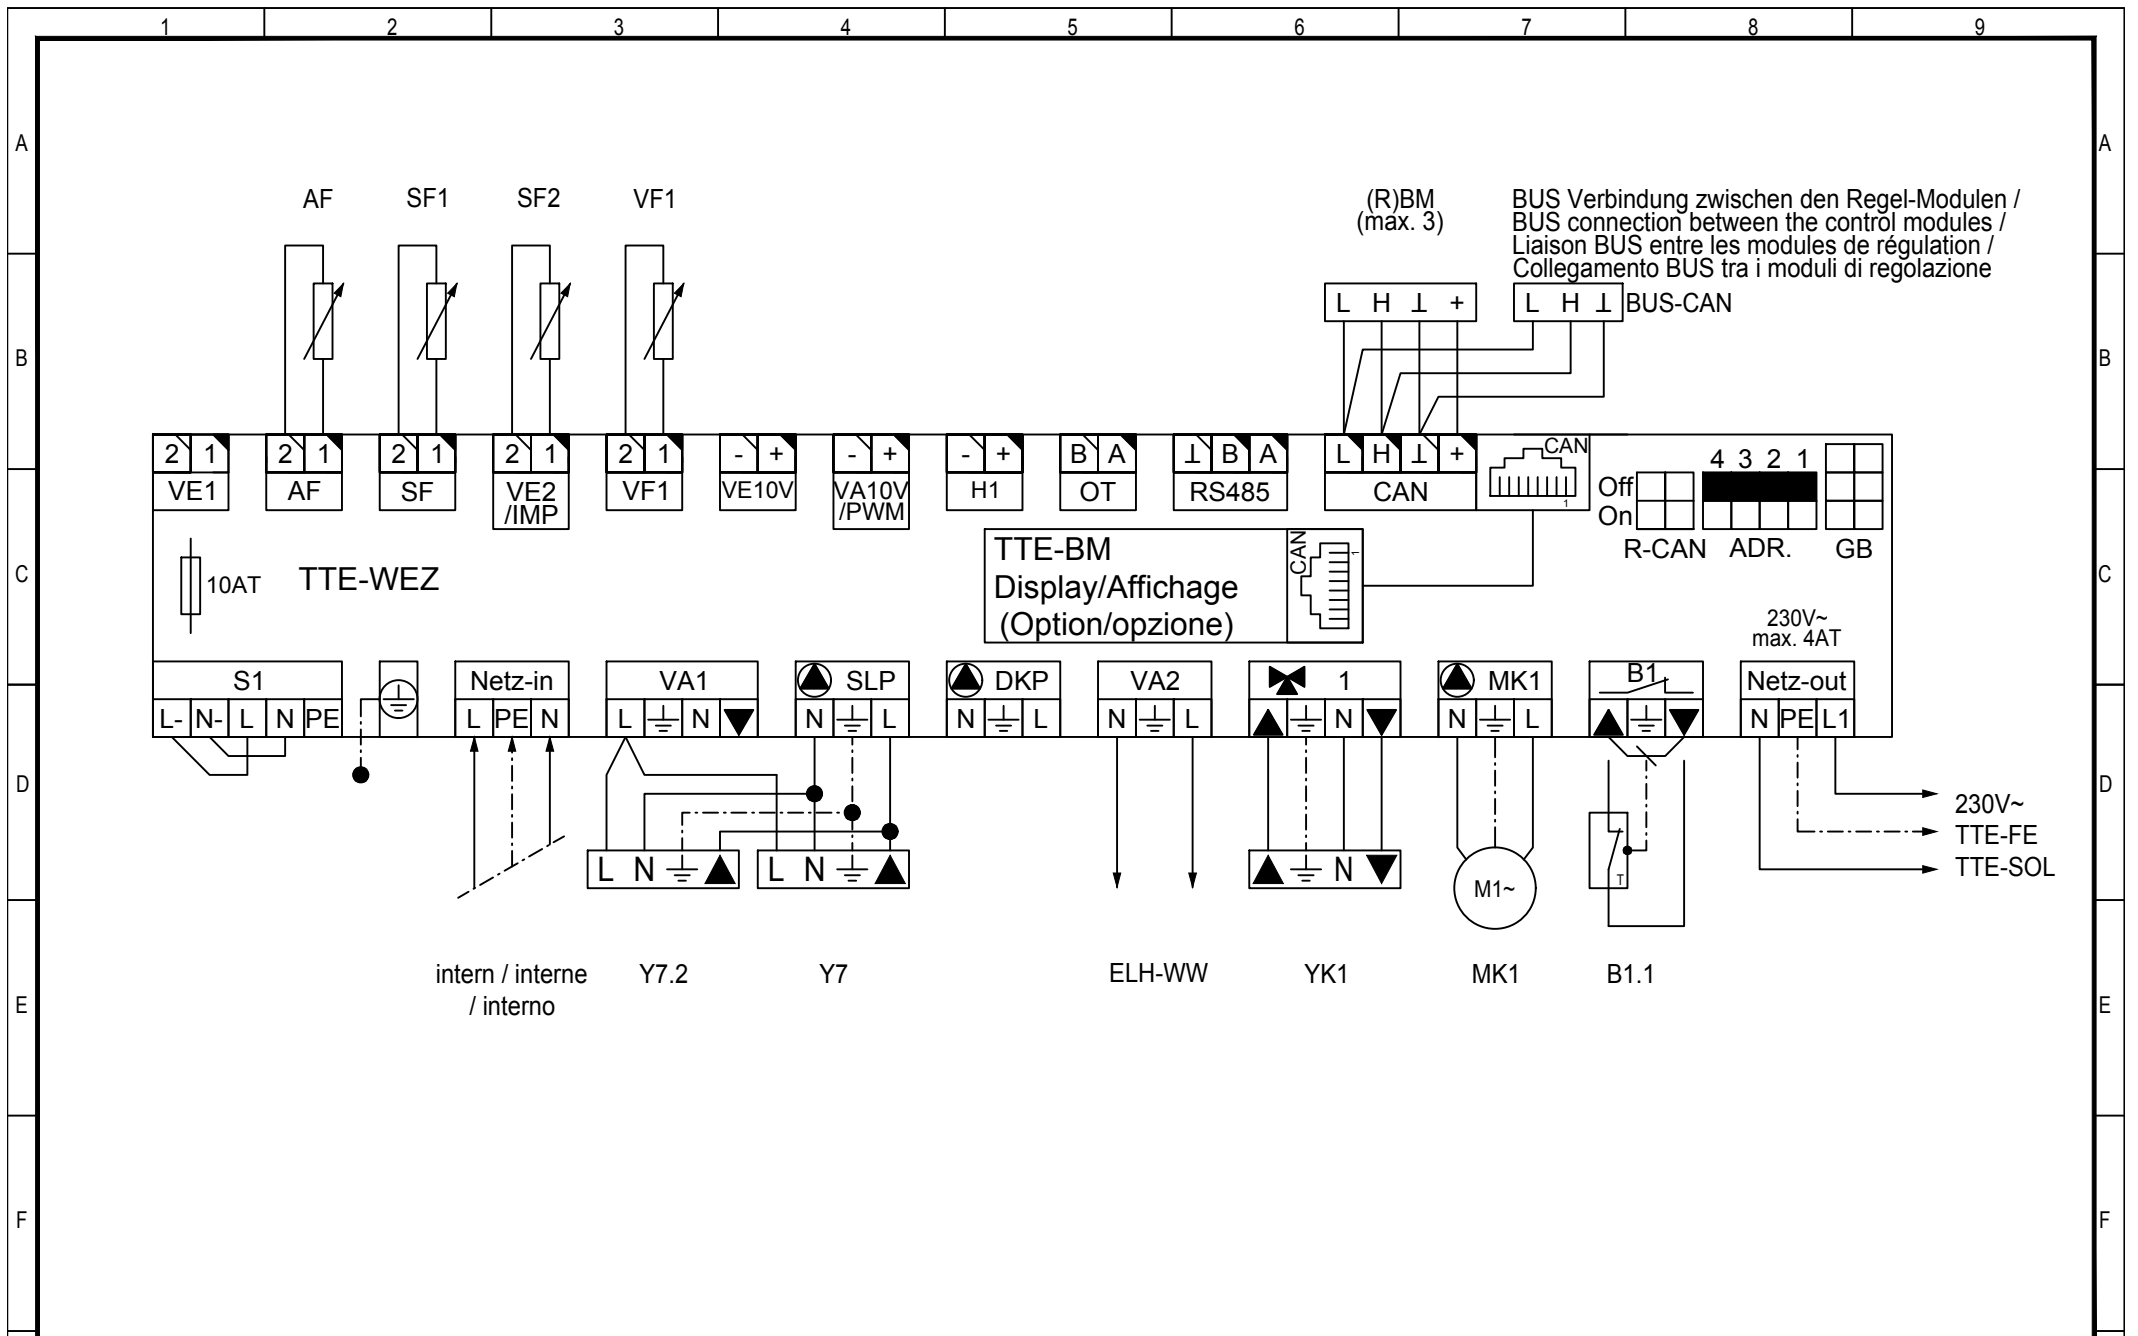 1 2 3 4 5 6 7 8 9
A A
AF SF1 SF2 VF1 (R)BM
(max. 3)
BUS Verbindung zwischen den Regel-Modulen /
BUS connection between the control modules /
Liaison BUS entre les modules de régulation /
Collegamento BUS tra i moduli di regolazione
L H ⊥ + L H ⊥ BUS-CAN
B B
2 1 2 1 2 1 2 1 2 1 - + - + - + B A ⊥ B A L H ⊥ + CAN
4 3 2 1
VE1 AF SF VE2 VF1 VE10V VA10V H1 OT RS485 CAN 1 Off
/IMP /PWM On
R-CAN ADR. GB
C C
10AT TTE-WEZ
TTE-BM
Display/Affichage
(Option/opzione)
CAN
1
230V~
max. 4AT
S1 Netz-in VA1 SLP DKP VA2 1 MK1 B1 Netz-out
L- N- L N PE L PE N L N N L N L N L N N L N PE L1
D D
230V~
TTE-FE
TTE-SOL
L N L N N M1~ T
intern / interne
/ interno
Y7.2 Y7 ELH-WW YK1 MK1 B1.1
E E
F F